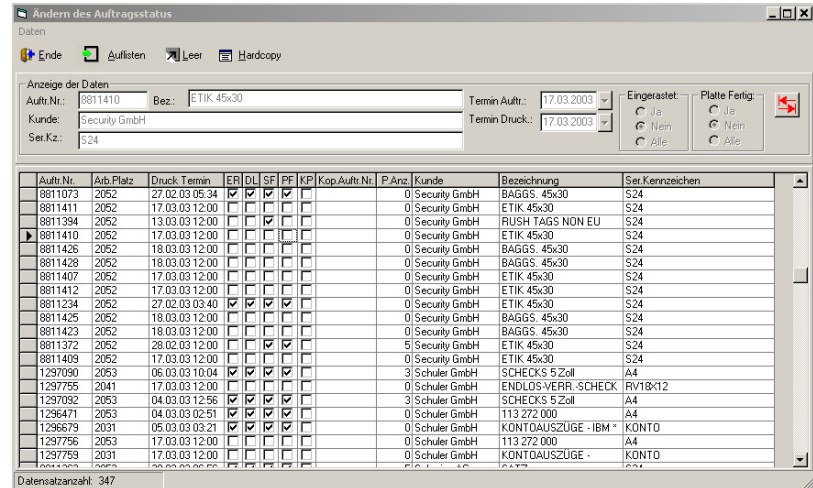 Ändern des Auftragsstatus
Daten
Ende Auflisten Leer Hardcopy
Anzeige der Daten
Auftr.Nr.: 8811410 Bez.: ETIK 45x30 Termin Auftr.: 17.03.2003
Kunde: Security GmbH Termin Druck.: 17.03.2003
Ser.Kz.: S24
Eingerastet: Platte Fertig:
Ja Ja
Nein Nein
Alle Alle
Auftr.Nr. Arb.Platz Druck Termin ER DL SF PF KP Kop.Auftr.Nr. P.Anz. Kunde Bezeichnung Ser.Kennzeichen
8811073 2052 27.02.03 05:34 0 Security GmbH BAGGS. 45x30 S24
8811411 2052 17.03.03 12:00 0 Security GmbH ETIK 45x30 S24
8811394 2052 13.03.03 12:00 0 Security GmbH RUSH TAGS NON EU S24
8811410 2052 17.03.03 12:00 0 Security GmbH ETIK 45x30 S24
8811426 2052 18.03.03 12:00 0 Security GmbH BAGGS. 45x30 S24
8811428 2052 18.03.03 12:00 0 Security GmbH BAGGS. 45x30 S24
8811407 2052 17.03.03 12:00 0 Security GmbH ETIK 45x30 S24
8811412 2052 17.03.03 12:00 0 Security GmbH ETIK 45x30 S24
8811234 2052 27.02.03 03:40 0 Security GmbH ETIK 45x30 S24
8811425 2052 18.03.03 12:00 0 Security GmbH BAGGS. 45x30 S24
8811423 2052 18.03.03 12:00 0 Security GmbH BAGGS. 45x30 S24
8811372 2052 28.02.03 12:00 5 Security GmbH ETIK 45x30 S24
8811409 2052 17.03.03 12:00 0 Security GmbH ETIK 45x30 S24
1297090 2053 06.03.03 10:04 3 Schuler GmbH SCHECKS 5 Zoll A4
1297755 2041 17.03.03 12:00 0 Schuler GmbH ENDLOS-VERR.-SCHECK RV18X12
1297092 2053 04.03.03 12:56 3 Schuler GmbH SCHECKS 5 Zoll A4
1296471 2053 04.03.03 02:51 0 Schuler GmbH 113 272 000 A4
1296679 2031 05.03.03 03:21 0 Schuler GmbH KONTOAUSZÜGE - IBM * KONTO
1297756 2053 17.03.03 12:00 0 Schuler GmbH 113 272 000 A4
1297759 2031 17.03.03 12:00 0 Schuler GmbH KONTOAUSZÜGE - KONTO
Datensatzanzahl: 347